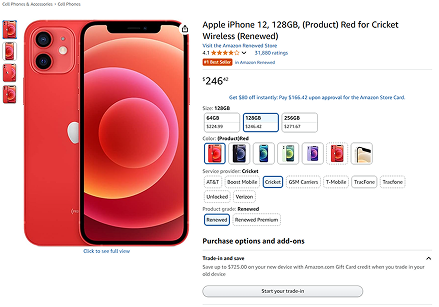 Cell Phones & Accessories › Cell Phones
Apple iPhone 12, 128GB, (Product) Red for Cricket
Wireless (Renewed)
Visit the Amazon Renewed Store
4.1 31,880 ratings
#1 Best Seller in Amazon Renewed
$246.42
Get $80 off instantly: Pay $166.42 upon approval for the Amazon Store Card.
Size: 128GB
64GB 128GB 256GB
$224.99 $246.42 $271.67
Color: (Product)Red
Service provider: Cricket
AT&T Boost Mobile Cricket GSM Carriers T-Mobile TracFone Tracfone
Unlocked Verizon
Product grade: Renewed
Renewed Renewed Premium
Click to see full view
Purchase options and add-ons
Trade-in and save
Save up to $725.00 on your new device with Amazon.com Gift Card credit when you trade in
your old device
Start your trade-in